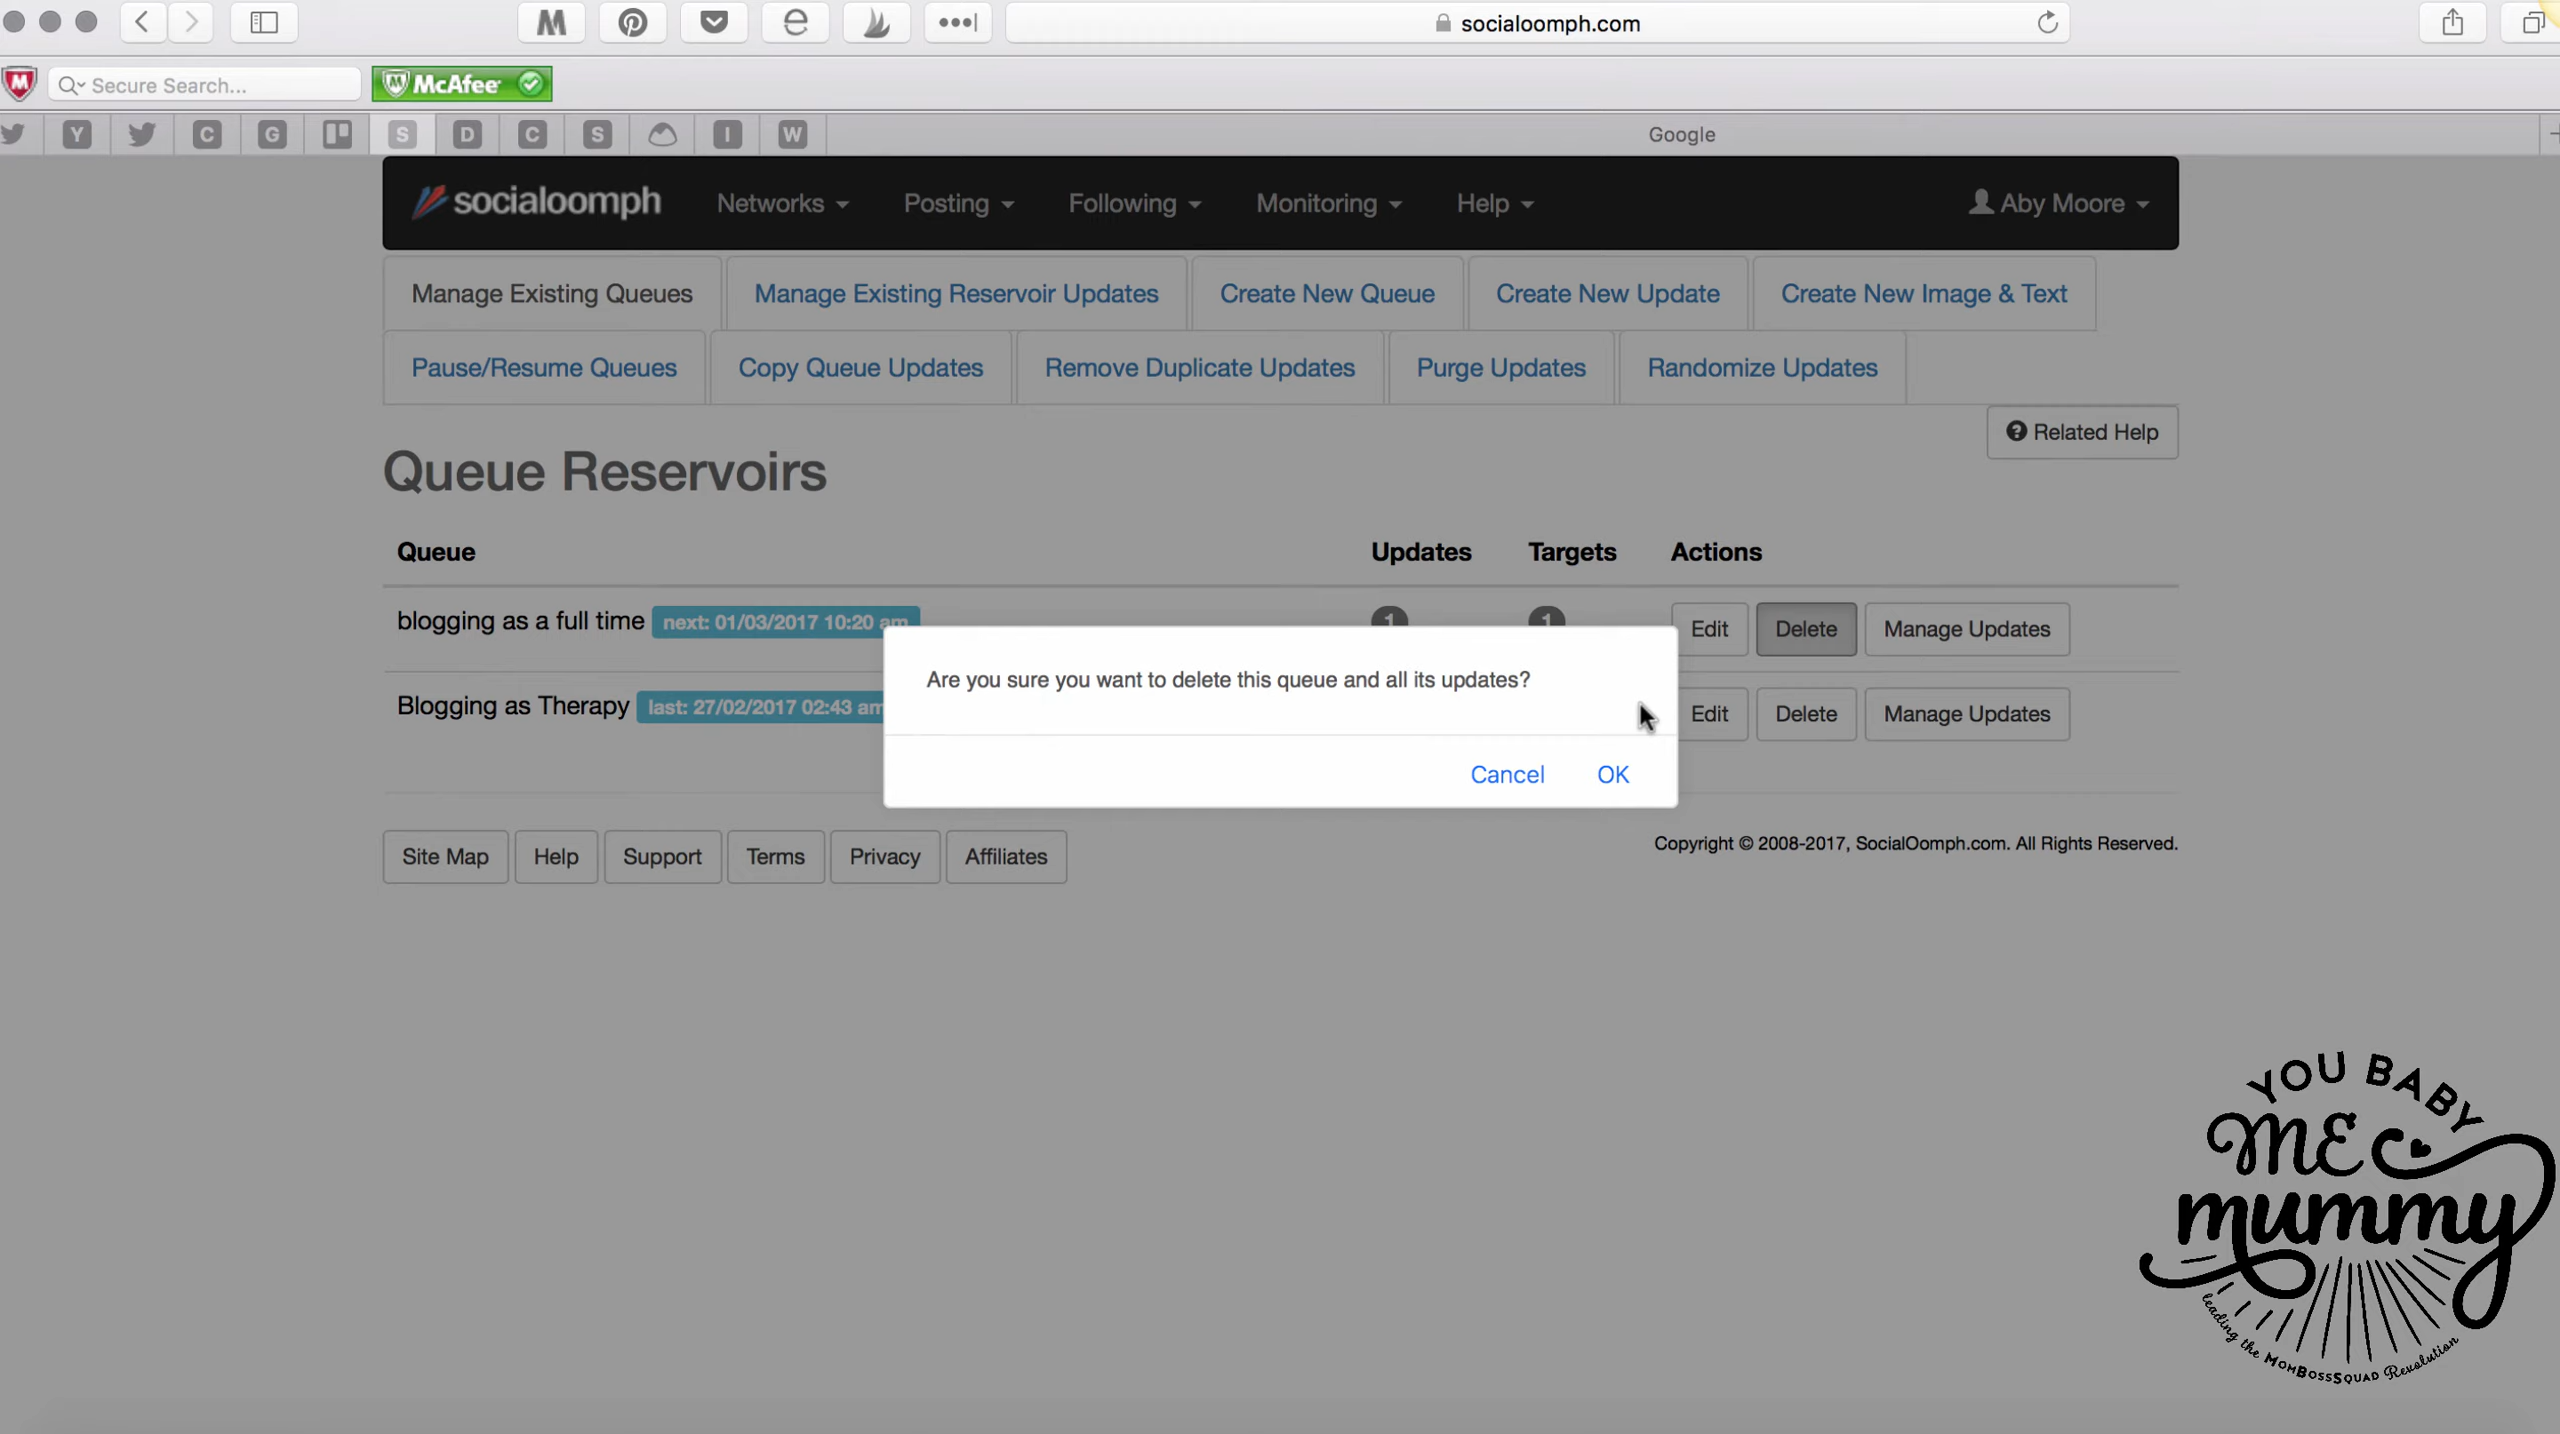 socialoomph.com
Secure Search...
McAfee
Y C G S D C S I W Google
socialoomph Networks Posting Following Monitoring Help Aby Moore
Manage Existing Queues Manage Existing Reservoir Updates Create New Queue Create New Update Create New Image & Text
Pause/Resume Queues Copy Queue Updates Remove Duplicate Updates Purge Updates Randomize Updates
Related Help
Queue Reservoirs
Queue Updates Targets Actions
blogging as a full time next: 01/03/2017 10:20 am 1 1 Edit Delete Manage Updates
Are you sure you want to delete this queue and all its updates?
Blogging as Therapy last: 27/02/2017 02:43 am Edit Delete Manage Updates
Cancel OK
Site Map Help Support Terms Privacy Affiliates Copyright © 2008-2017, SocialOomph.com. All Rights Reserved.
YOU BABY
ME
mummy
leading the MomBossSquad Revolution